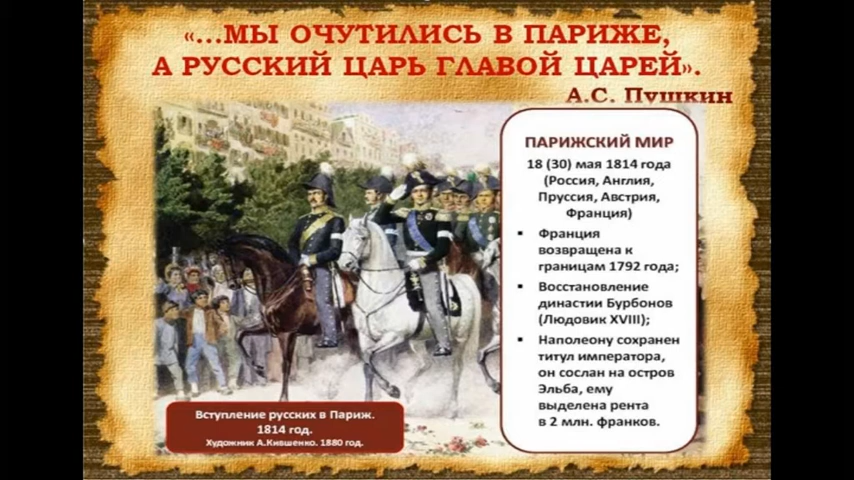 «...МЫ ОЧУТИЛИСЬ В ПАРИЖЕ,
А РУССКИЙ ЦАРЬ ГЛАВОЙ ЦАРЕЙ».
А.С. Пушкин
ПАРИЖСКИЙ МИР
18 (30) мая 1814 года
(Россия, Англия,
Пруссия, Австрия,
Франция)
▪ Франция
возвращена к
границам 1792 года;
▪ Восстановление
династии Бурбонов
(Людовик XVIII);
▪ Наполеону сохранен
титул императора,
он сослан на остров
Эльба, ему
выделена рента
в 2 млн. франков.
Вступление русских в Париж.
1814 год.
Художник А.Кившенко. 1880 год.